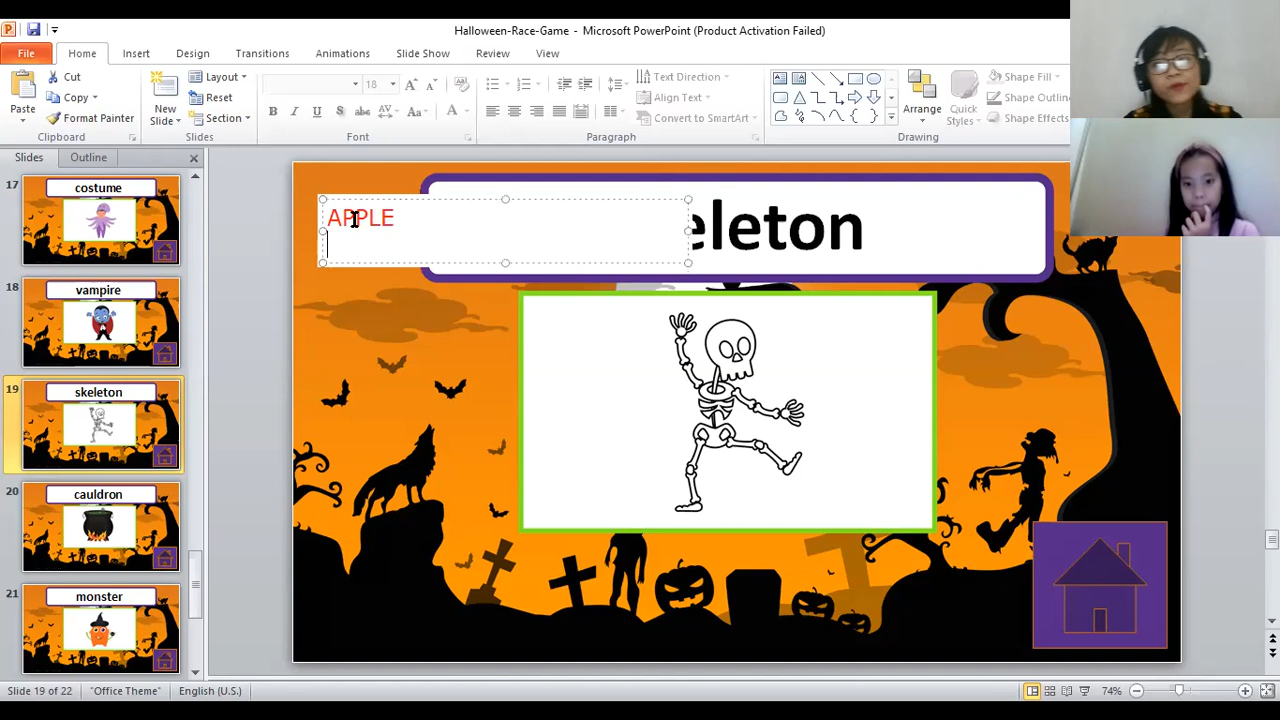 Halloween-Race-Game - Microsoft PowerPoint (Product Activation Failed)
File Home Insert Design Transitions Animations Slide Show Review View
Paste
Cut
Copy
Format Painter
Clipboard
New
Slide
Layout
Reset
Section
Slides
18
B I U S abc AV Aa A
Font
Paragraph
Text Direction
Align Text
Convert to SmartArt
Arrange
Quick
Styles
Shape Fill
Shape Outline
Shape Effects
Drawing
Slides Outline
17
costume
18
vampire
19
skeleton
20
cauldron
21
monster
APPLE
eleton
Slide 19 of 22 "Office Theme" English (U.S.) 74%